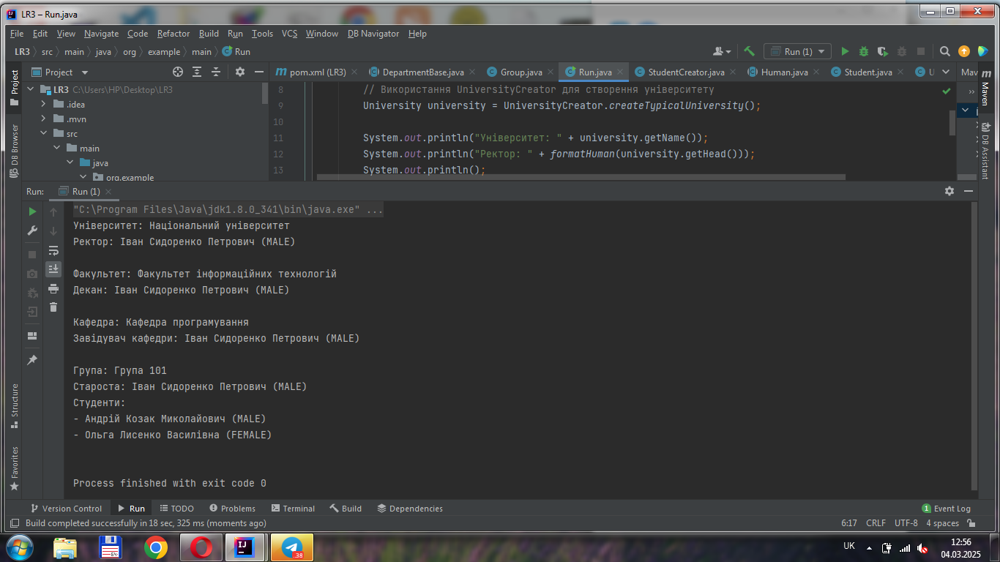 LR3 – Run.java
File Edit View Navigate Code Refactor Build Run Tools VCS Window DB Navigator Help
LR3 src main java org example main Run Run (1)
Project pom.xml (LR3) DepartmentBase.java Group.java Run.java StudentCreator.java Human.java Student.java U Mav
LR3 C:\Users\HP\Desktop\LR3
.idea
.mvn
src
main
java
org.example
8 // Використання UniversityCreator для створення університету
9 University university = UniversityCreator.createTypicalUniversity();
10
11 System.out.println("Університет: " + university.getName());
12 System.out.println("Ректор: " + formatHuman(university.getHead()));
13 System.out.println();
Project
DB Browser
Structure
Favorites
Maven
DB Assistant
Run: Run (1)
"C:\Program Files\Java\jdk1.8.0_341\bin\java.exe" ...
Університет: Національний університет
Ректор: Іван Сидоренко Петрович (MALE)
Факультет: Факультет інформаційних технологій
Декан: Іван Сидоренко Петрович (MALE)
Кафедра: Кафедра програмування
Завідувач кафедри: Іван Сидоренко Петрович (MALE)
Група: Група 101
Староста: Іван Сидоренко Петрович (MALE)
Студенти:
- Андрій Козак Миколайович (MALE)
- Ольга Лисенко Василівна (FEMALE)
Process finished with exit code 0
Version Control Run TODO Problems Terminal Build Dependencies 1 Event Log
Build completed successfully in 18 sec, 325 ms (moments ago) 6:17 CRLF UTF-8 4 spaces
64 IJ .38 UK 12:56
04.03.2025